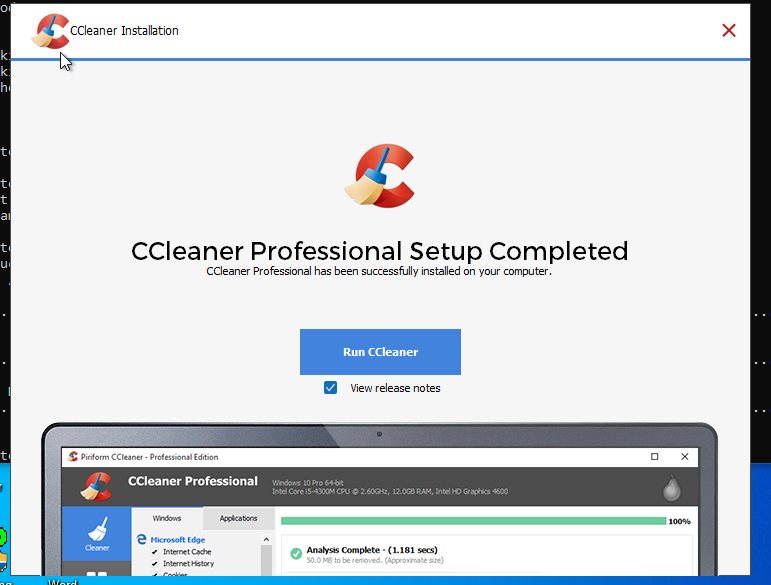 CCleaner Installation
CCleaner Professional Setup Completed
CCleaner Professional has been successfully installed on your computer.
Run CCleaner
View release notes
Piriform CCleaner - Professional Edition
CCleaner Professional
Windows 10 Pro 64-bit
Intel Core i5-4300M CPU @ 2.60GHz, 12.0GB RAM, Intel HD Graphics 4600
Cleaner
Windows
Applications
Microsoft Edge
Internet Cache
Internet History
Cookies
100%
Analysis Complete - (1.181 secs)
50.0 MB to be removed. (Approximate size)
Word